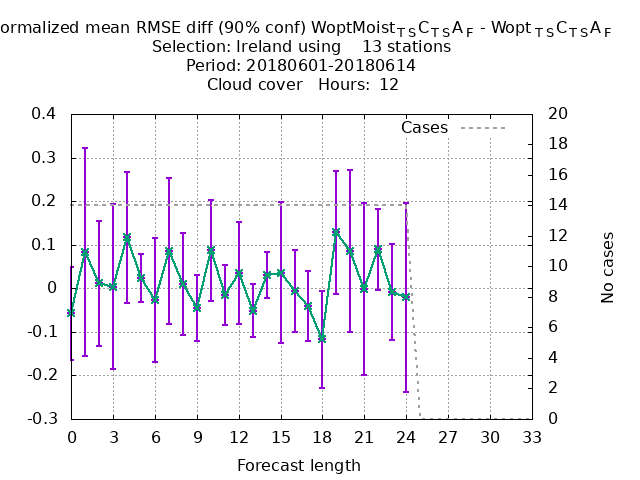 ormalized mean RMSE diff (90% conf) WoptMoist_TSC_TSA_F - Wopt_TSC_TSA_F
Selection: Ireland using 13 stations
Period: 20180601-20180614
Cloud cover Hours: 12
Cases
0.4
0.3
0.2
0.1
0
-0.1
-0.2
-0.3
20
18
16
14
12
10
8
6
4
2
0
No cases
0 3 6 9 12 15 18 21 24 27 30 33
Forecast length